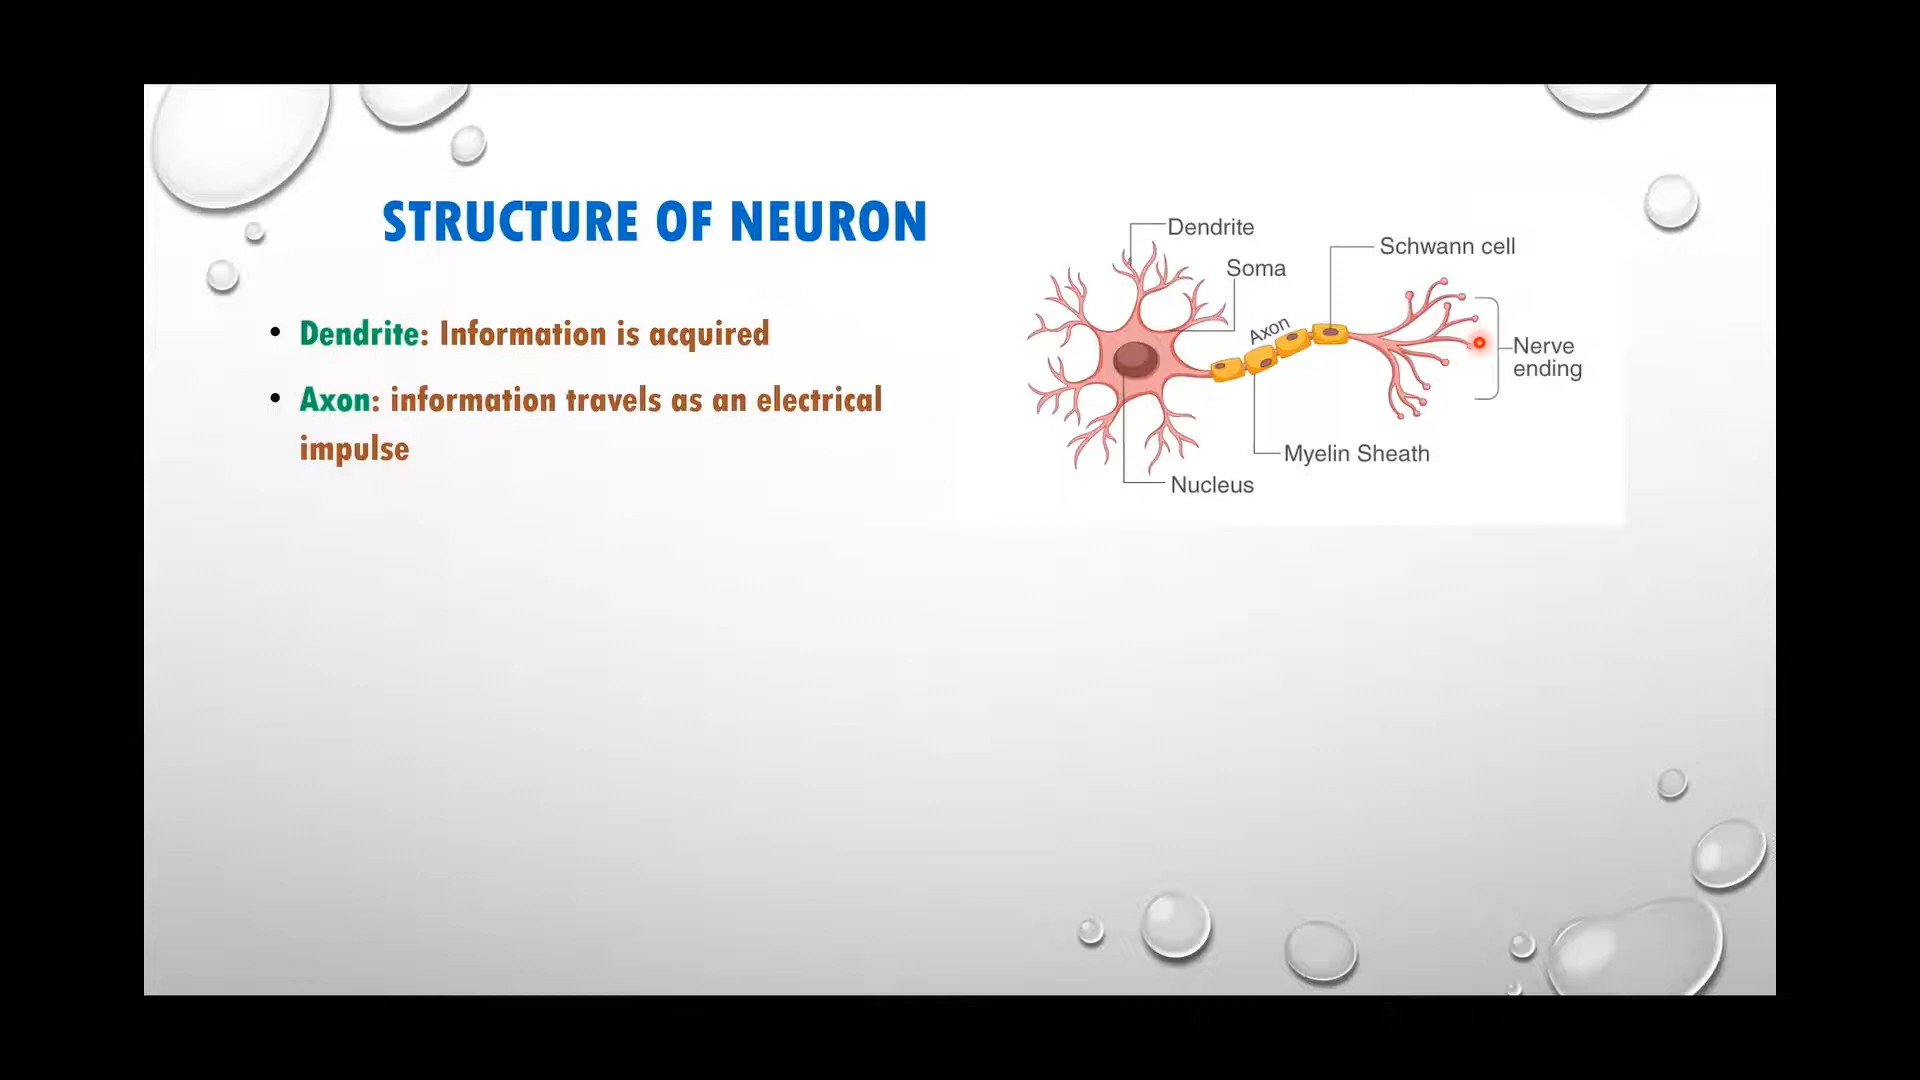 STRUCTURE OF NEURON
• Dendrite: Information is acquired
• Axon: information travels as an electrical
impulse
Dendrite
Soma
Schwann cell
Axon
Nerve
ending
Myelin Sheath
Nucleus